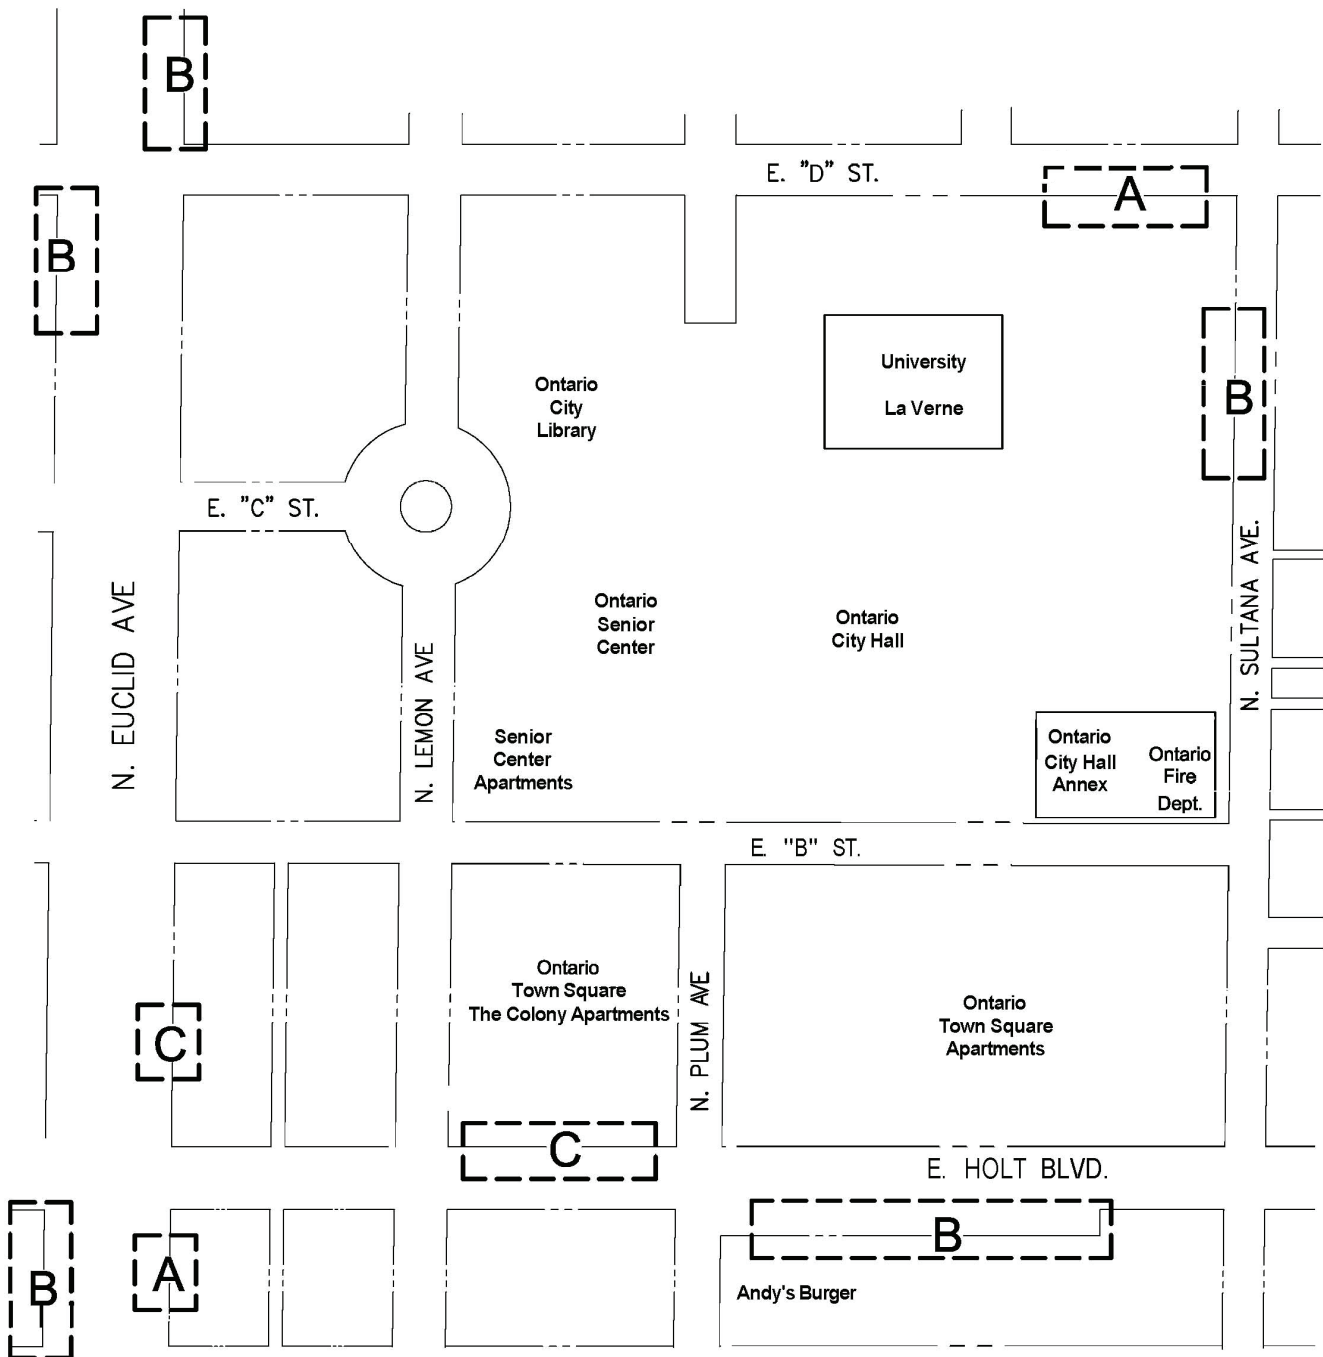 B
E. "D" ST.
A
B
University
La Verne
Ontario
City
Library
B
E. "C" ST.
N. EUCLID AVE
N. LEMON AVE
N. SULTANA AVE.
Ontario
Senior
Center
Ontario
City Hall
Senior
Center
Apartments
Ontario
City Hall
Annex
Ontario
Fire
Dept.
E. "B" ST.
Ontario
Town Square
The Colony Apartments
N. PLUM AVE
Ontario
Town Square
Apartments
C
C
E. HOLT BLVD.
B
A
B
Andy's Burger